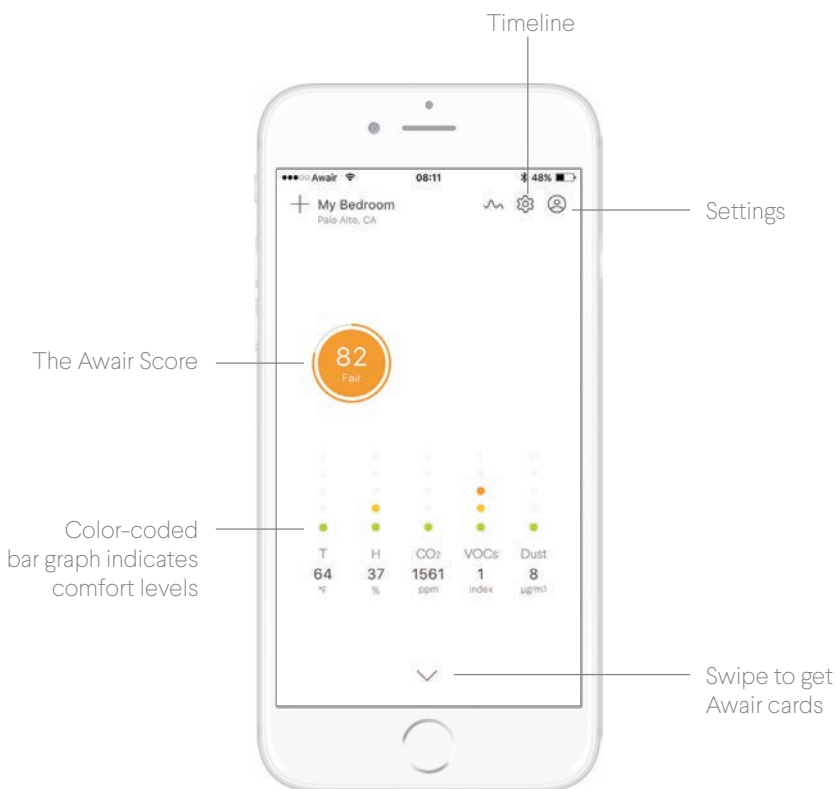 Timeline
Awair 08:11 48%
My Bedroom
Palo Alto, CA
Settings
The Awair Score
82
Fair
Color-coded
bar graph indicates
comfort levels
T H CO₂ VOCs Dust
64 37 1561 1 8
°F % ppm index µg/m³
Swipe to get
Awair cards